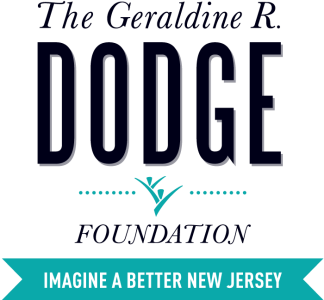 The Geraldine R.
DODGE
FOUNDATION
IMAGINE A BETTER NEW JERSEY